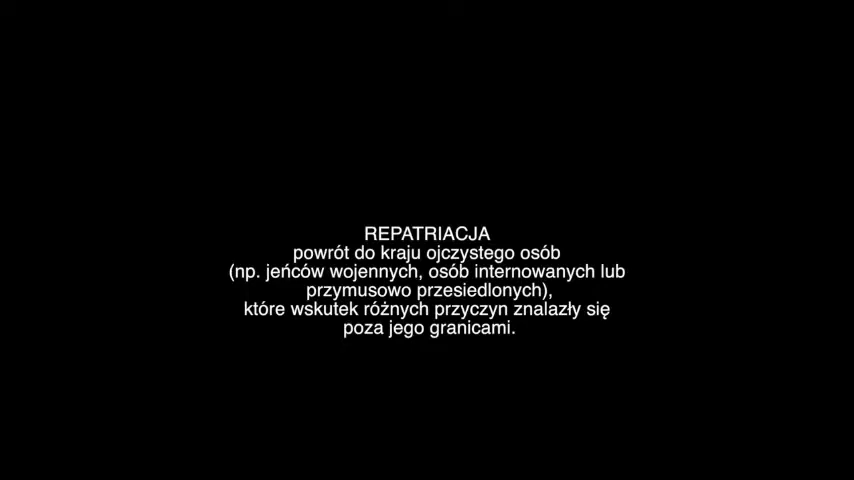 REPATRIACJA
powrót do kraju ojczystego osób
(np. jeńców wojennych, osób internowanych lub
przymusowo przesiedlonych),
które wskutek różnych przyczyn znalazły się
poza jego granicami.